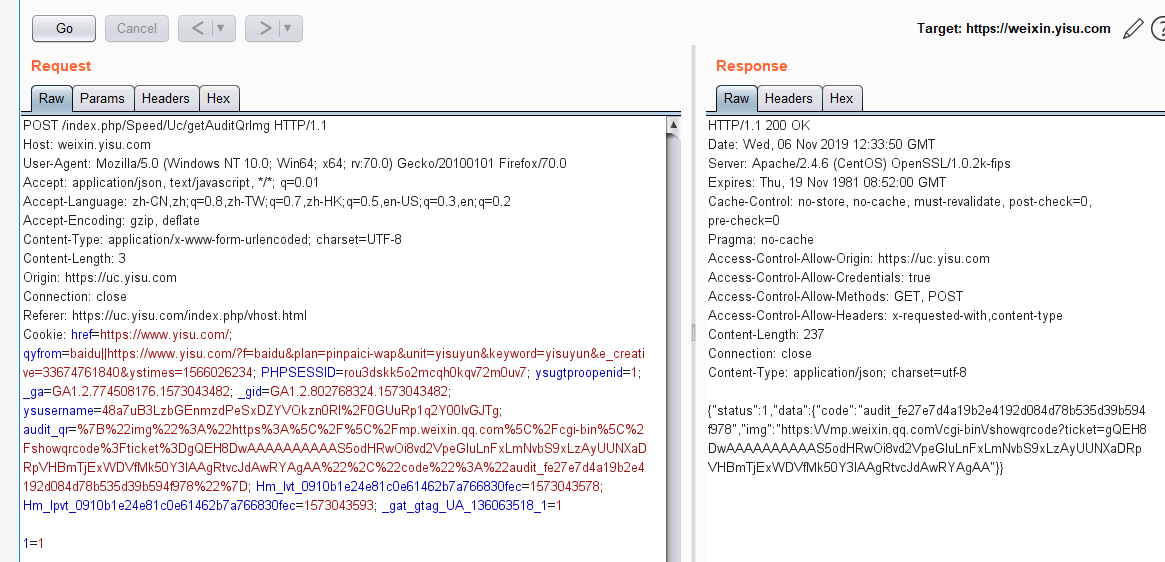 Go
Cancel
<
>
Target: https://weixin.yisu.com
?
Request
Response
Raw
Params
Headers
Hex
Raw
Headers
Hex
POST /index.php/Speed/Uc/getAuditQrImg HTTP/1.1
Host: weixin.yisu.com
User-Agent: Mozilla/5.0 (Windows NT 10.0; Win64; x64; rv:70.0) Gecko/20100101 Firefox/70.0
Accept: application/json, text/javascript, */*; q=0.01
Accept-Language: zh-CN,zh;q=0.8,zh-TW;q=0.7,zh-HK;q=0.5,en-US;q=0.3,en;q=0.2
Accept-Encoding: gzip, deflate
Content-Type: application/x-www-form-urlencoded; charset=UTF-8
Content-Length: 3
Origin: https://uc.yisu.com
Connection: close
Referer: https://uc.yisu.com/index.php/vhost.html
Cookie: href=https://www.yisu.com/;
qyfrom=baidu||https://www.yisu.com/?f=baidu&plan=pinpaici-wap&unit=yisuyun&keyword=yisuyun&e_creati
ve=33674761840&ystimes=1566026234; PHPSESSID=rou3dskk5o2mcqh0kqv72m0uv7; ysugtproopenid=1;
_ga=GA1.2.774508176.1573043482; _gid=GA1.2.802768324.1573043482;
ysusername=48a7uB3LzbGEnmzdPeSxDZYVOkzn0Rl%2F0GUuRp1q2Y00lvGJTg;
audit_qr=%7B%22img%22%3A%22https%3A%5C%2F%5C%2Fmp.weixin.qq.com%5C%2Fcgi-bin%5C%2
Fshowqrcode%3Fticket%3DgQEH8DwAAAAAAAAAAS5odHRwOi8vd2VpeGluLnFxLmNvbS9xLzAyUUNXaD
RpVHBmTjExWDVfMk50Y3lAAgRtvcJdAwRYAgAA%22%2C%22code%22%3A%22audit_fe27e7d4a19b2e4
192d084d78b535d39b594f978%22%7D; Hm_lvt_0910b1e24e81c0e61462b7a766830fec=1573043578;
Hm_lpvt_0910b1e24e81c0e61462b7a766830fec=1573043593; _gat_gtag_UA_136063518_1=1
1=1
HTTP/1.1 200 OK
Date: Wed, 06 Nov 2019 12:33:50 GMT
Server: Apache/2.4.6 (CentOS) OpenSSL/1.0.2k-fips
Expires: Thu, 19 Nov 1981 08:52:00 GMT
Cache-Control: no-store, no-cache, must-revalidate, post-check=0,
pre-check=0
Pragma: no-cache
Access-Control-Allow-Origin: https://uc.yisu.com
Access-Control-Allow-Credentials: true
Access-Control-Allow-Methods: GET, POST
Access-Control-Allow-Headers: x-requested-with,content-type
Content-Length: 237
Connection: close
Content-Type: application/json; charset=utf-8
{"status":1,"data":{"code":"audit_fe27e7d4a19b2e4192d084d78b535d39b594
f978","img":"https:\/\/mp.weixin.qq.com\/cgi-bin\/showqrcode?ticket=gQEH8
DwAAAAAAAAAAS5odHRwOi8vd2VpeGluLnFxLmNvbS9xLzAyUUNXaDRp
VHBmTjExWDVfMk50Y3lAAgRtvcJdAwRYAgAA"}}